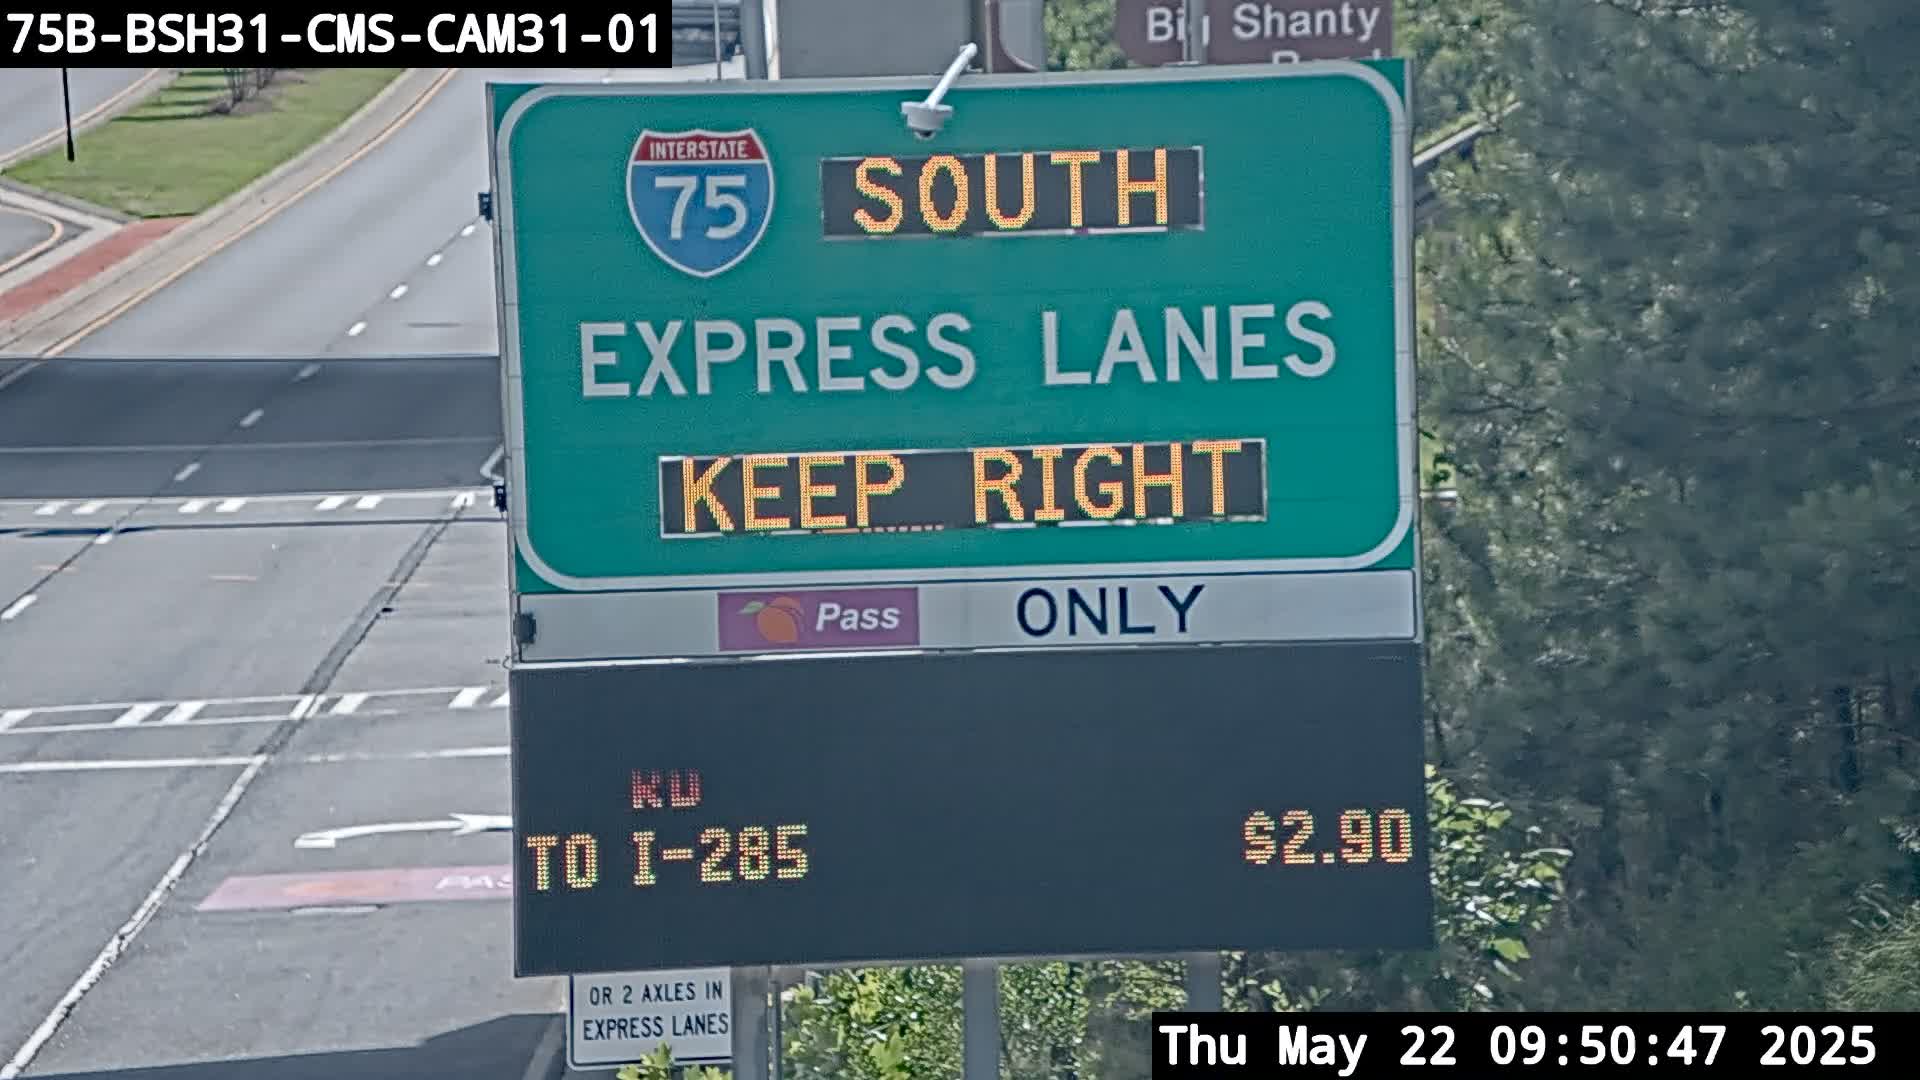 75B-BSH31-CMS-CAM31-01
Big Shanty
INTERSTATE
75
SOUTH
EXPRESS LANES
KEEP RIGHT
Pass ONLY
TO I-285 $2.90
OR 2 AXLES IN
EXPRESS LANES
Thu May 22 09:50:47 2025